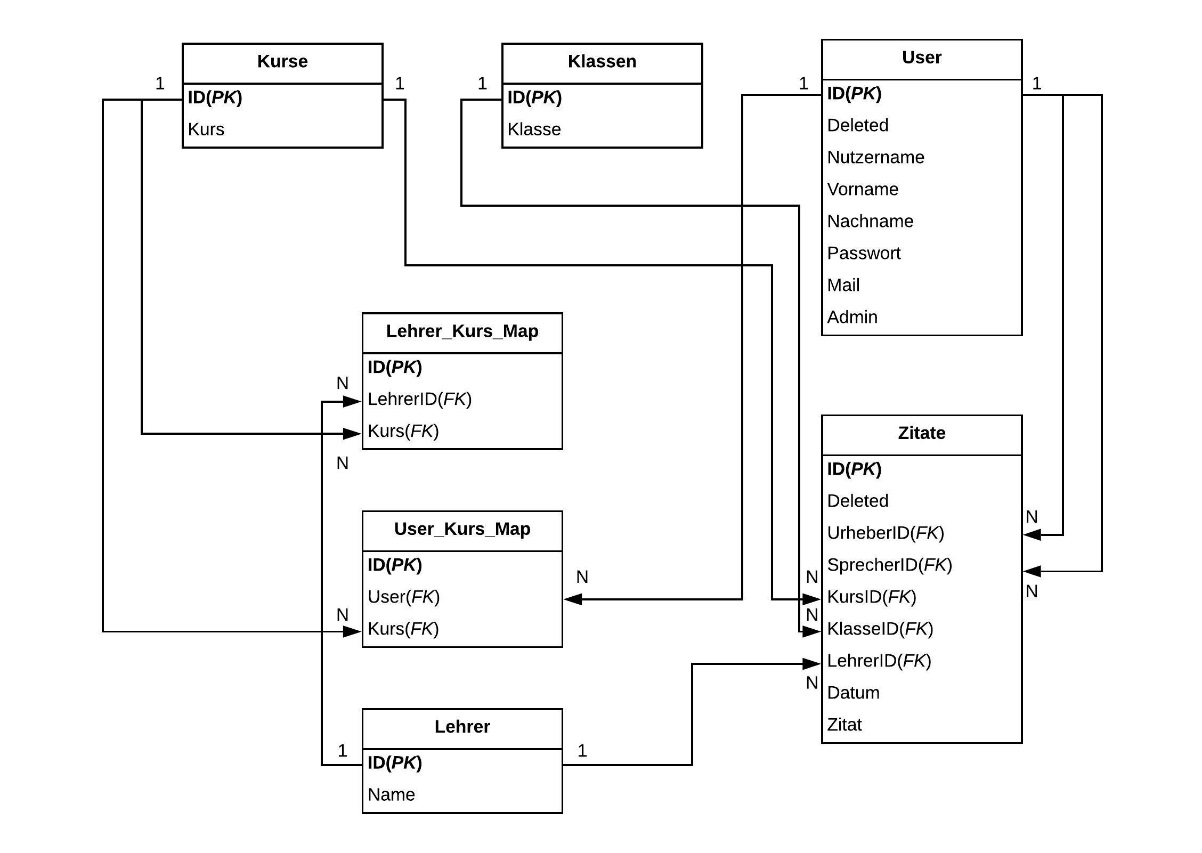 Kurse
1
1
ID(PK)
Kurs
Klassen
1
ID(PK)
Klasse
User
1
1
ID(PK)
Deleted
Nutzername
Vorname
Nachname
Passwort
Mail
Admin
Lehrer_Kurs_Map
ID(PK)
N
LehrerID(FK)
Kurs(FK)
N
User_Kurs_Map
ID(PK)
N
User(FK)
N
Kurs(FK)
Lehrer
1
1
ID(PK)
Name
Zitate
ID(PK)
Deleted
N
UrheberID(FK)
SprecherID(FK)
N
N
KursID(FK)
N
KlasseID(FK)
LehrerID(FK)
N
Datum
Zitat